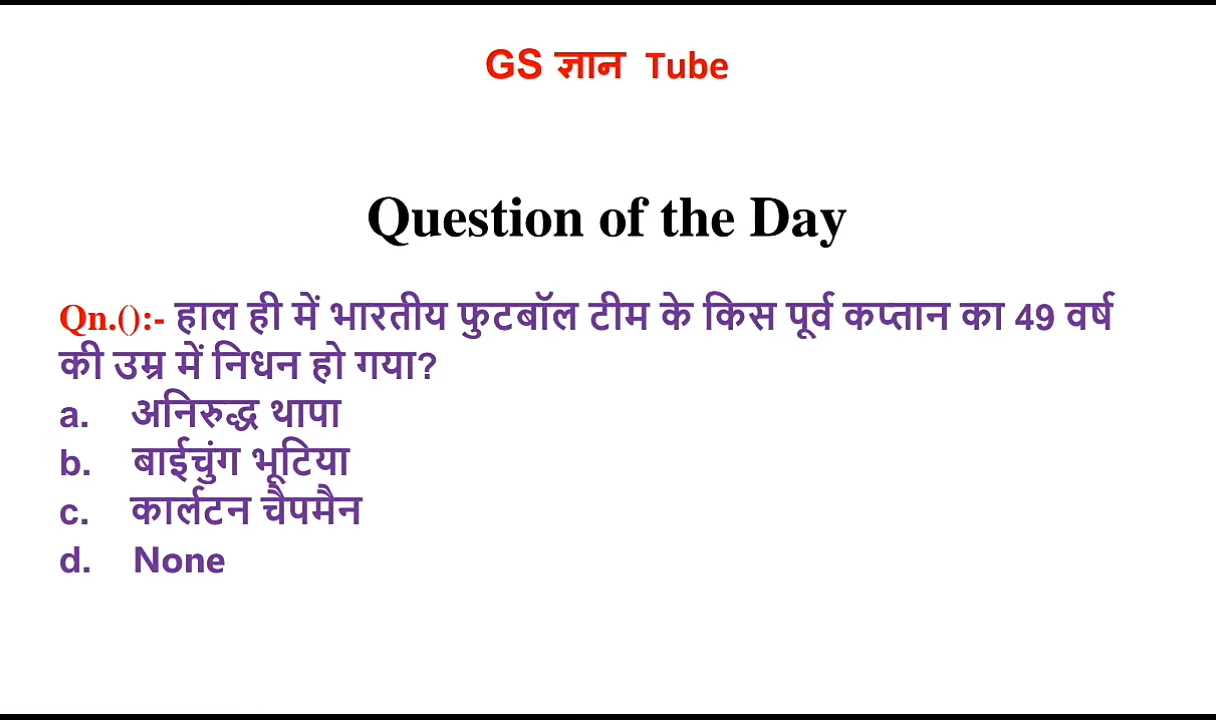 GS ज्ञान Tube
Question of the Day
Qn.():- हाल ही में भारतीय फुटबॉल टीम के किस पूर्व कप्तान का 49 वर्ष
की उम्र में निधन हो गया?
a. अनिरुद्ध थापा
b. बाईचुंग भूटिया
c. कार्लटन चैपमैन
d. None